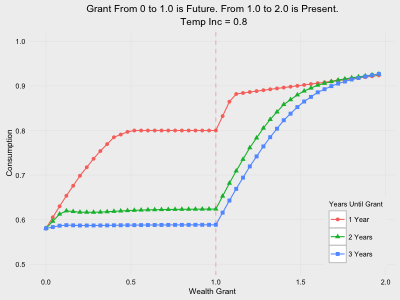 Grant From 0 to 1.0 is Future. From 1.0 to 2.0 is Present.
Temp Inc = 0.8
1.0
0.9
0.8
0.7
0.6
0.5
Consumption
0.0
0.5
1.0
1.5
2.0
Wealth Grant
Years Until Grant
1 Year
2 Years
3 Years